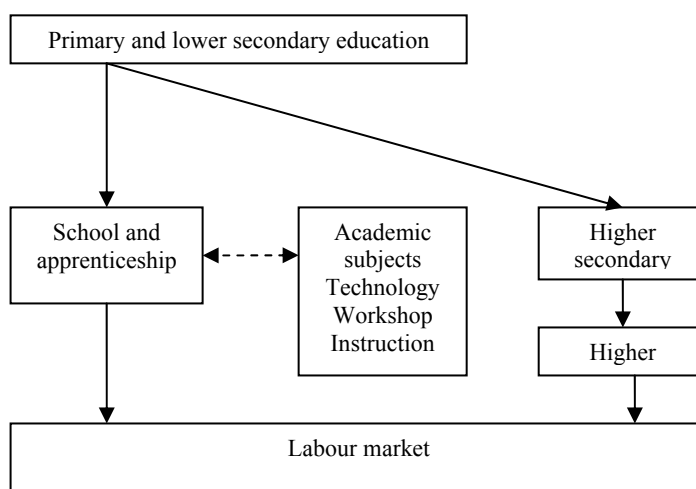 Primary and lower secondary education
School and
apprenticeship
Academic
subjects
Technology
Workshop
Instruction
Higher
secondary
Higher
Labour market